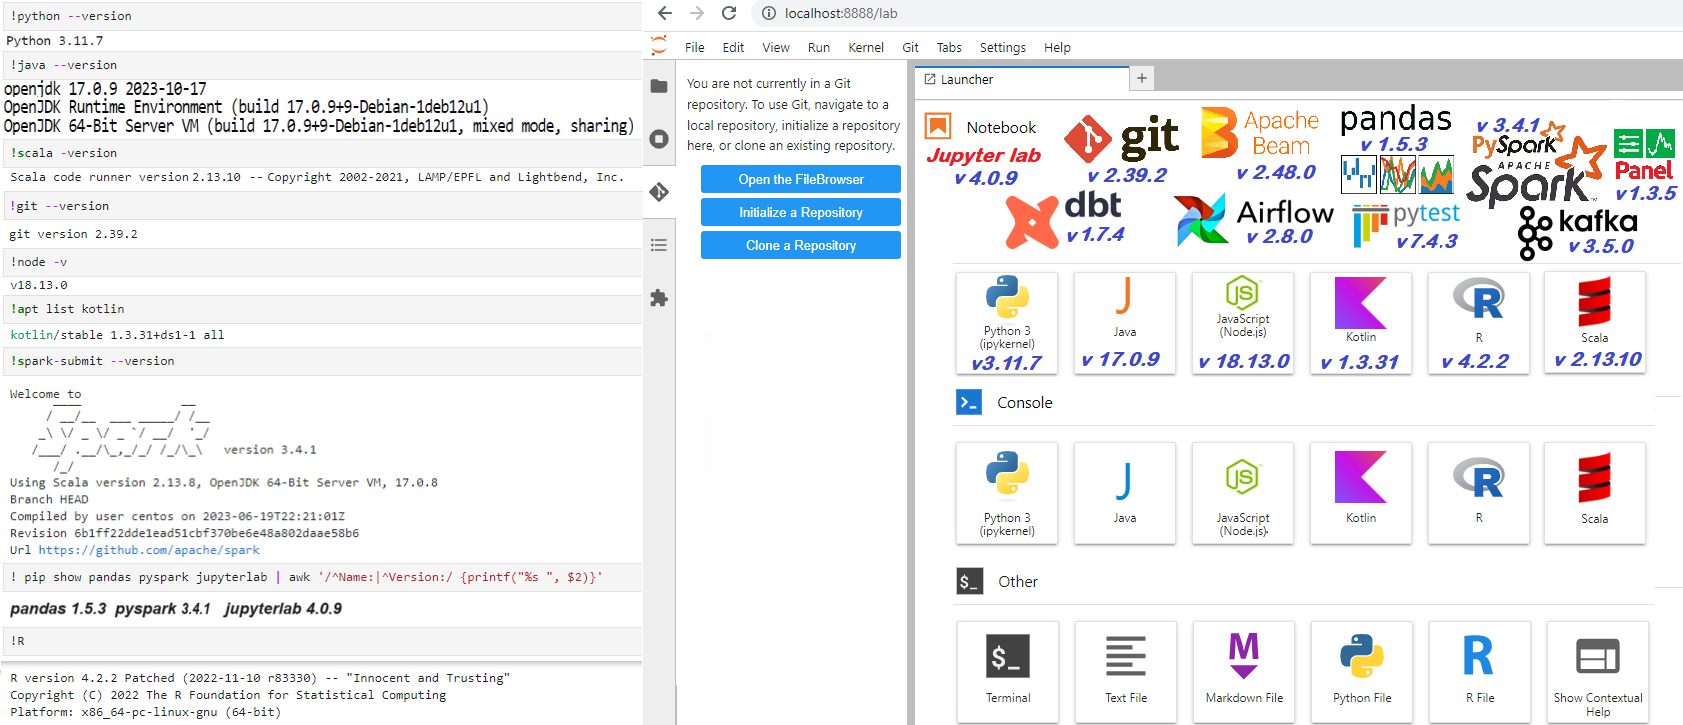 !python --version
Python 3.11.7
!java --version
openjdk 17.0.9 2023-10-17
OpenJDK Runtime Environment (build 17.0.9+9-Debian-1deb12u1)
OpenJDK 64-Bit Server VM (build 17.0.9+9-Debian-1deb12u1, mixed mode, sharing)
!scala -version
Scala code runner version 2.13.10 -- Copyright 2002-2021, LAMP/EPFL and Lightbend, Inc.
!git --version
git version 2.39.2
!node -v
v18.13.0
!apt list kotlin
kotlin/stable 1.3.31+ds1-1 all
!spark-submit --version
Welcome to
version 3.4.1
Using Scala version 2.13.8, OpenJDK 64-Bit Server VM, 17.0.8
Branch HEAD
Compiled by user centos on 2023-06-19T22:21:01Z
Revision 6b1ff22dde1ead51cbf370be6e48a802daae58b6
Url https://github.com/apache/spark
! pip show pandas pyspark jupyterlab | awk '/^Name:|^Version:/ {printf("%s ", $2)}'
pandas 1.5.3 pyspark 3.4.1 jupyterlab 4.0.9
!R
R version 4.2.2 Patched (2022-11-10 r83330) -- "Innocent and Trusting"
Copyright (C) 2022 The R Foundation for Statistical Computing
Platform: x86_64-pc-linux-gnu (64-bit)
localhost:8888/lab
File Edit View Run Kernel Git Tabs Settings Help
You are not currently in a Git
repository. To use Git, navigate to a
local repository, initialize a repository
here, or clone an existing repository.
Open the FileBrowser
Initialize a Repository
Clone a Repository
Launcher
Notebook
Jupyter lab
v 4.0.9
git
v 2.39.2
Apache
Beam
v 2.48.0
pandas
v 1.5.3
v 3.4.1
PySpark
APACHE
Spark™
Panel
v 1.3.5
dbt
v 1.7.4
Airflow
v 2.8.0
pytest
v 7.4.3
kafka
v 3.5.0
Python 3
(ipykernel)
v3.11.7
Java
v 17.0.9
JS
JavaScript
(Node.js)
v 18.13.0
Kotlin
v 1.3.31
R
R
v 4.2.2
Scala
v 2.13.10
Console
Python 3
(ipykernel)
Java
JS
JavaScript
(Node.js)
Kotlin
R
R
Scala
$_ Other
$_
Terminal
Text File
M
Markdown File
Python File
R
R File
Show Contextual
Help